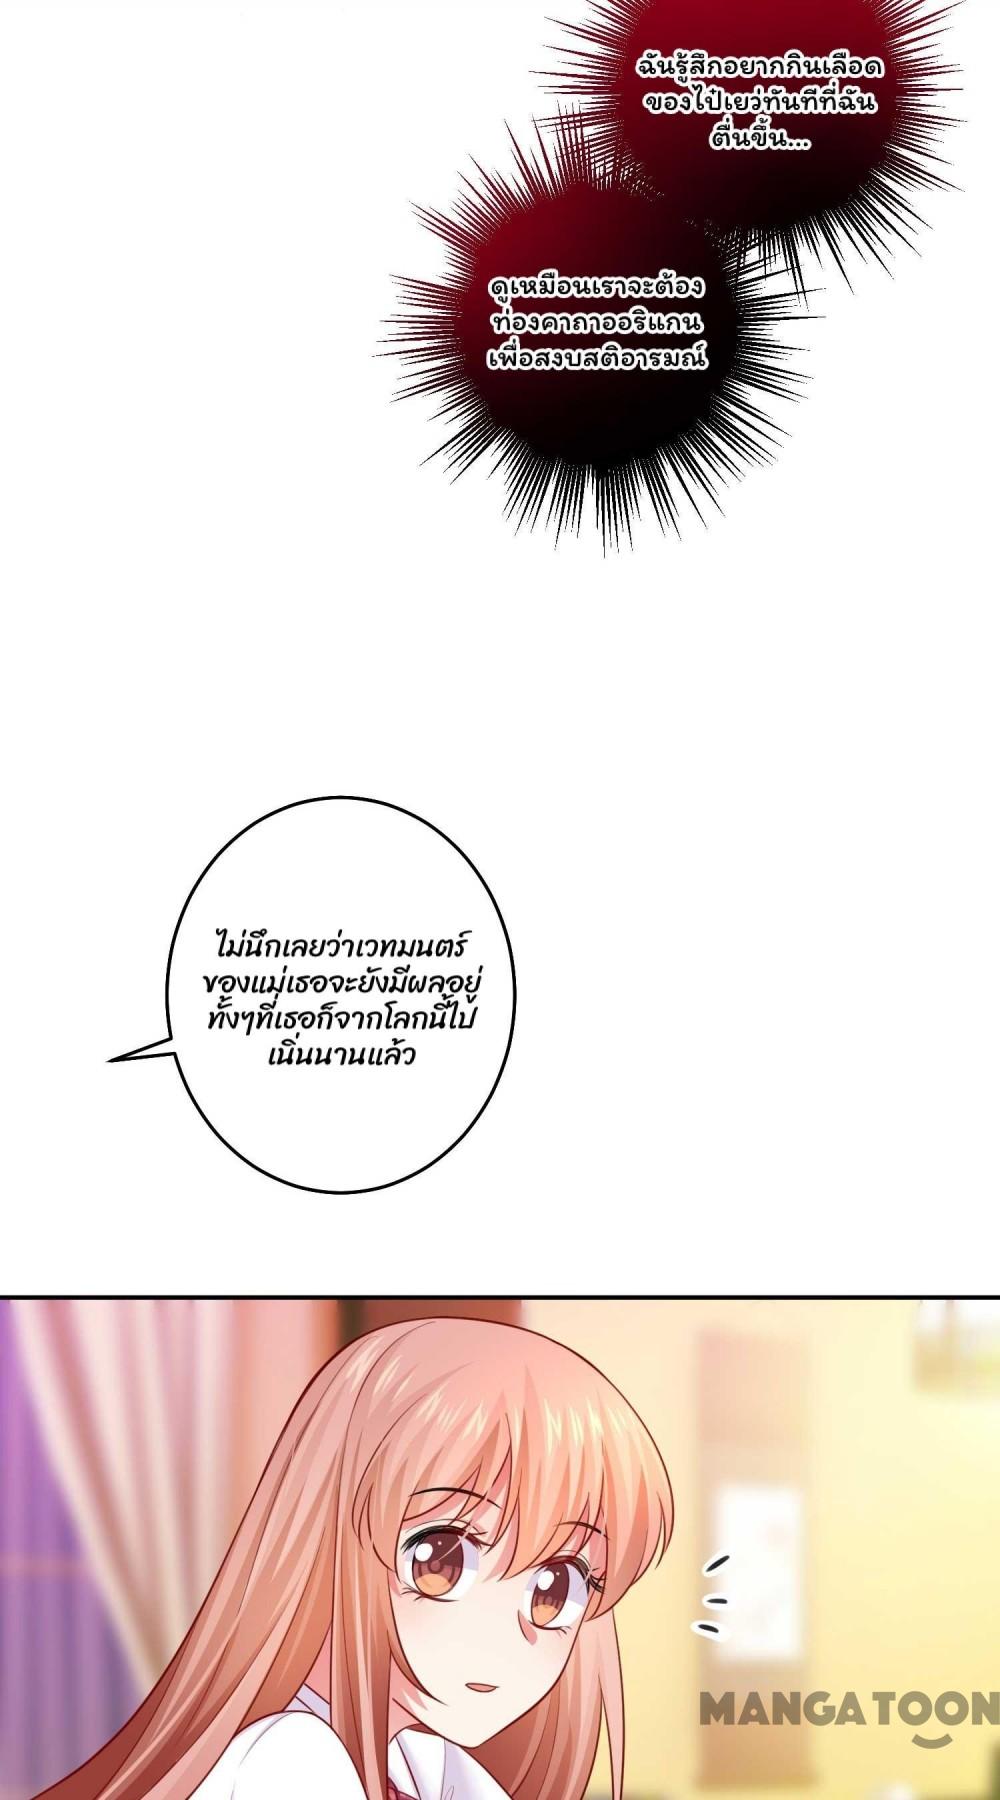 ฉันรู้สึกอยากกินเลือด
ของไป๋เยว่ทันทีที่ฉัน
ตื่นขึ้น...
ดูเหมือนเราจะต้อง
ท่องคาถาออริแกน
เพื่อสงบสติอารมณ์
ไม่นึกเลยว่าเวทมนตร์
ของแม่เธอจะยังมีผลอยู่
ทั้งๆที่เธอก็จากโลกนี้ไป
เนิ่นนานแล้ว
MANGATOON